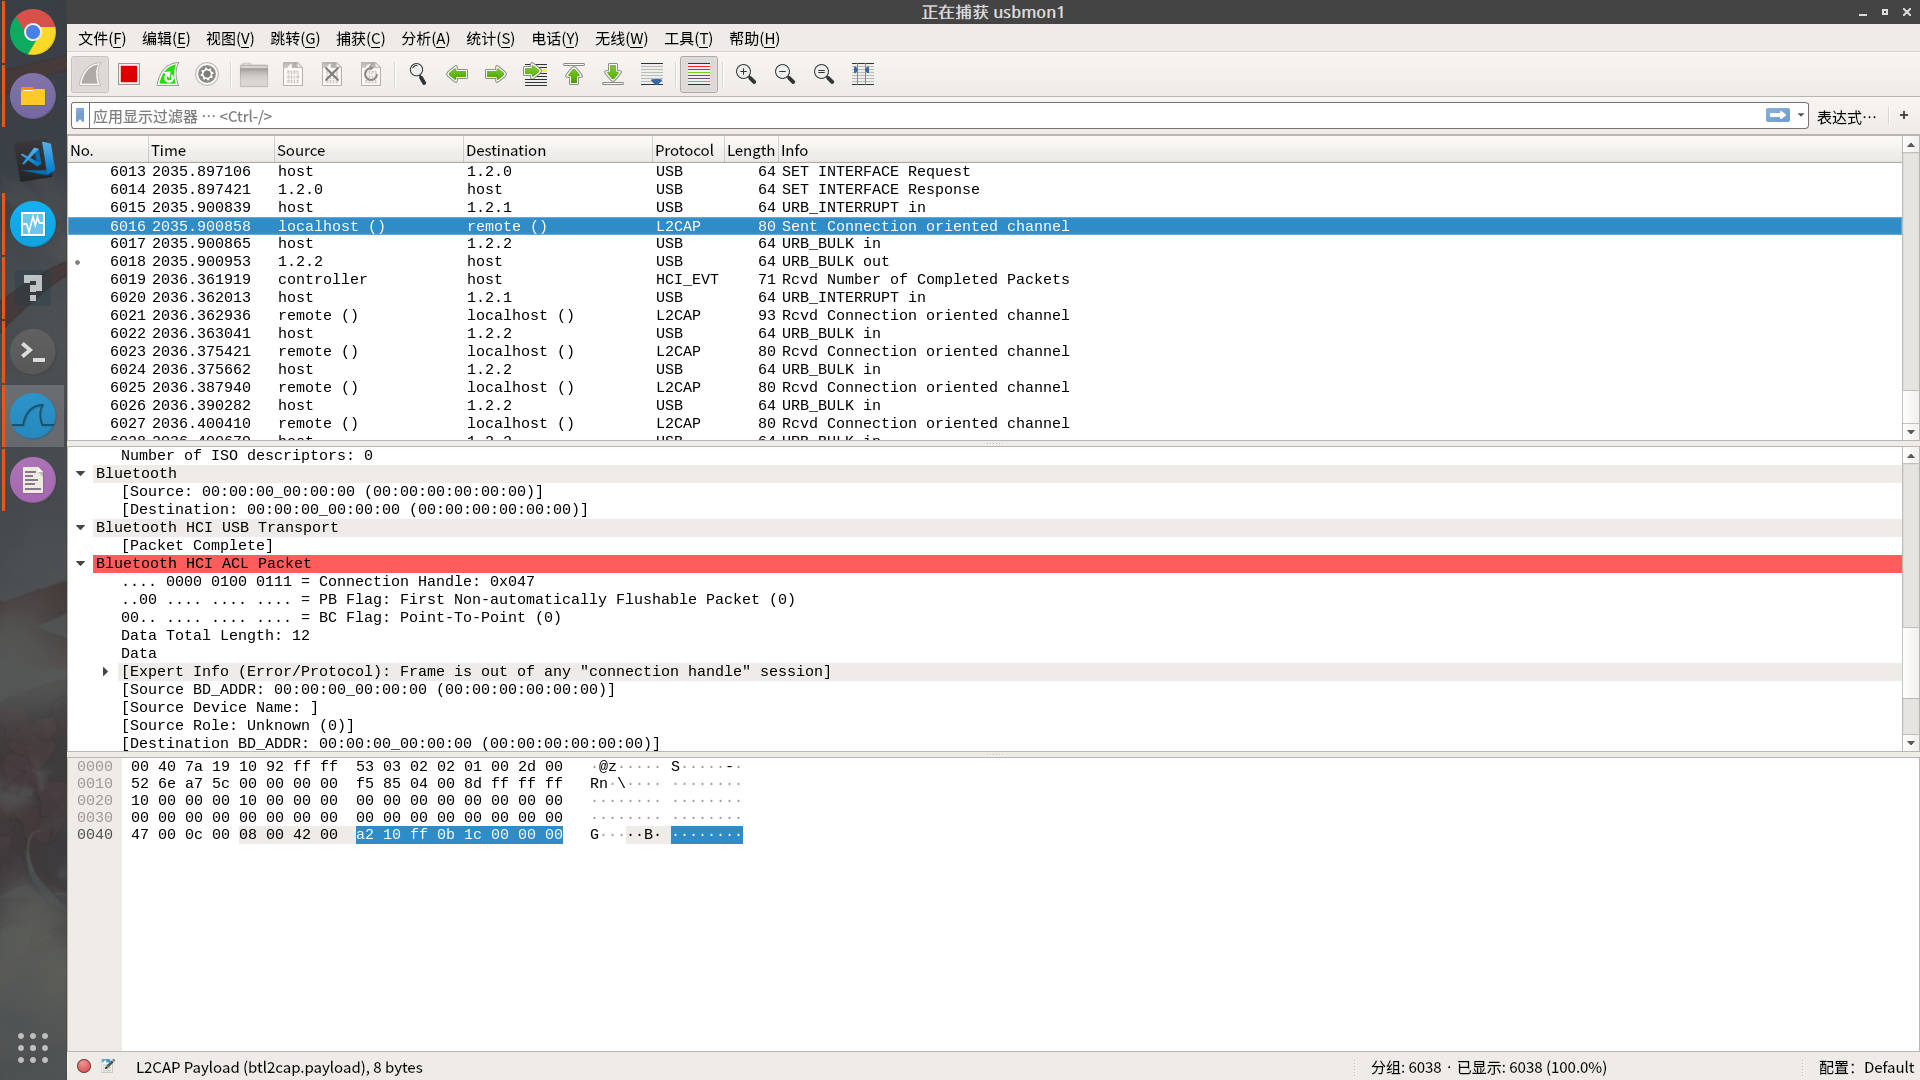 正在捕获 usbmon1
文件(F) 编辑(E) 视图(V) 跳转(G) 捕获(C) 分析(A) 统计(S) 电话(Y) 无线(W) 工具(T) 帮助(H)
应用显示过滤器 ··· <Ctrl-/> 表达式··· +
No. Time Source Destination Protocol Length Info
6013 2035.897106 host 1.2.0 USB 64 SET INTERFACE Request
6014 2035.897421 1.2.0 host USB 64 SET INTERFACE Response
6015 2035.900839 host 1.2.1 USB 64 URB_INTERRUPT in
6016 2035.900858 localhost () remote () L2CAP 80 Sent Connection oriented channel
6017 2035.900865 host 1.2.2 USB 64 URB_BULK in
6018 2035.900953 1.2.2 host USB 64 URB_BULK out
6019 2036.361919 controller host HCI_EVT 71 Rcvd Number of Completed Packets
6020 2036.362013 host 1.2.1 USB 64 URB_INTERRUPT in
6021 2036.362936 remote () localhost () L2CAP 93 Rcvd Connection oriented channel
6022 2036.363041 host 1.2.2 USB 64 URB_BULK in
6023 2036.375421 remote () localhost () L2CAP 80 Rcvd Connection oriented channel
6024 2036.375662 host 1.2.2 USB 64 URB_BULK in
6025 2036.387940 remote () localhost () L2CAP 80 Rcvd Connection oriented channel
6026 2036.390282 host 1.2.2 USB 64 URB_BULK in
6027 2036.400410 remote () localhost () L2CAP 80 Rcvd Connection oriented channel
Number of ISO descriptors: 0
Bluetooth
[Source: 00:00:00_00:00:00 (00:00:00:00:00:00)]
[Destination: 00:00:00_00:00:00 (00:00:00:00:00:00)]
Bluetooth HCI USB Transport
[Packet Complete]
Bluetooth HCI ACL Packet
.... 0000 0100 0111 = Connection Handle: 0x047
..00 .... .... .... = PB Flag: First Non-automatically Flushable Packet (0)
00.. .... .... .... = BC Flag: Point-To-Point (0)
Data Total Length: 12
Data
[Expert Info (Error/Protocol): Frame is out of any "connection handle" session]
[Source BD_ADDR: 00:00:00_00:00:00 (00:00:00:00:00:00)]
[Source Device Name: ]
[Source Role: Unknown (0)]
[Destination BD_ADDR: 00:00:00_00:00:00 (00:00:00:00:00:00)]
0000 00 40 7a 19 10 92 ff ff 53 03 02 02 01 00 2d 00 ·@z····· S·····-·
0010 52 6e a7 5c 00 00 00 00 f5 85 04 00 8d ff ff ff Rn·\···· ········
0020 10 00 00 00 10 00 00 00 00 00 00 00 00 00 00 00 ········ ········
0030 00 00 00 00 00 00 00 00 00 00 00 00 00 00 00 00 ········ ········
0040 47 00 0c 00 08 00 42 00 a2 10 ff 0b 1c 00 00 00 G·····B· ········
L2CAP Payload (btl2cap.payload), 8 bytes 分组: 6038 · 已显示: 6038 (100.0%) 配置: Default